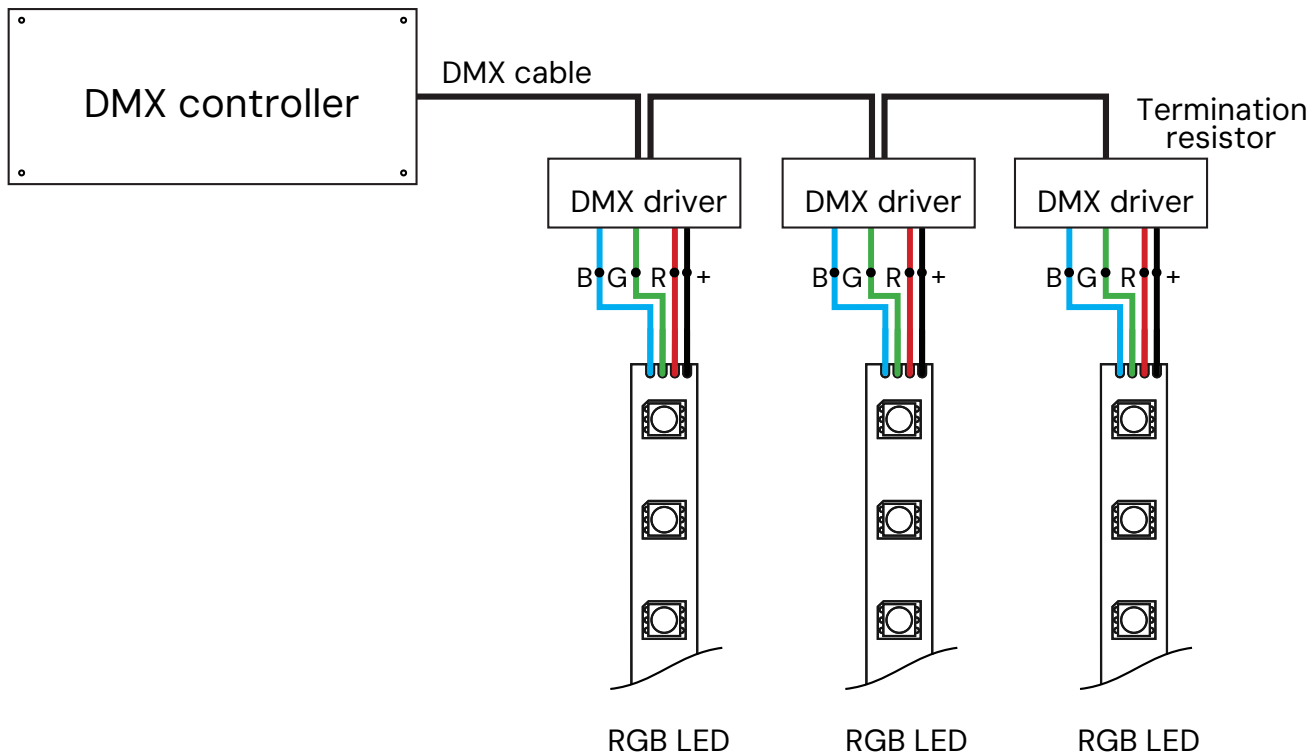 DMX cable
DMX controller
Termination
resistor
DMX driver
DMX driver
DMX driver
B G R +
B G R +
B G R +
RGB LED
RGB LED
RGB LED